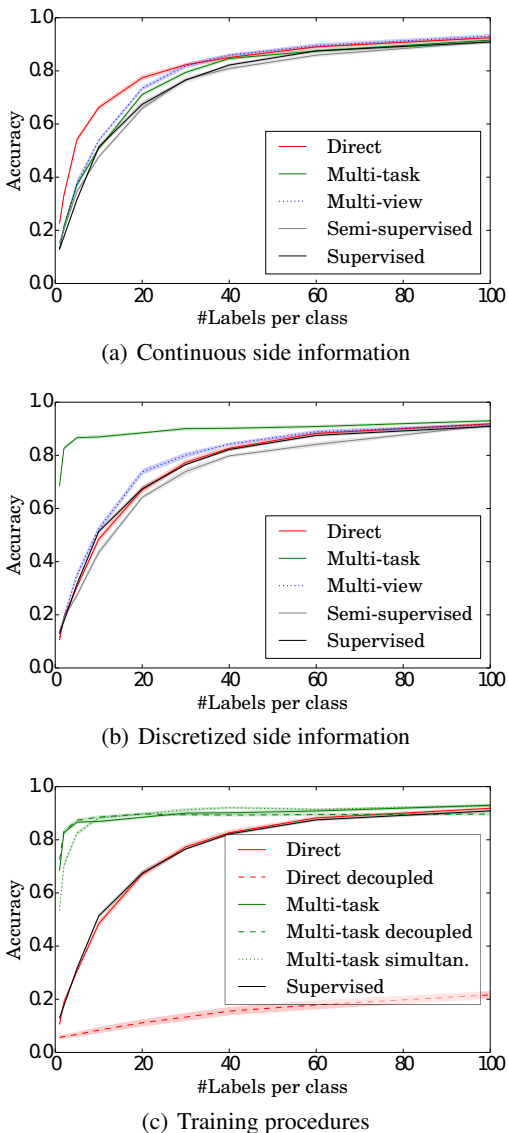 1.0
0.8
0.6
0.4
0.2
0.0
Accuracy
Direct
Multi-task
Multi-view
Semi-supervised
Supervised
0 20 40 60 80 100
#Labels per class
(a) Continuous side information
1.0
0.8
0.6
0.4
0.2
0.0
Accuracy
Direct
Multi-task
Multi-view
Semi-supervised
Supervised
0 20 40 60 80 100
#Labels per class
(b) Discretized side information
1.0
0.8
0.6
0.4
0.2
0.0
Accuracy
Direct
Direct decoupled
Multi-task
Multi-task decoupled
Multi-task simultan.
Supervised
0 20 40 60 80 100
#Labels per class
(c) Training procedures